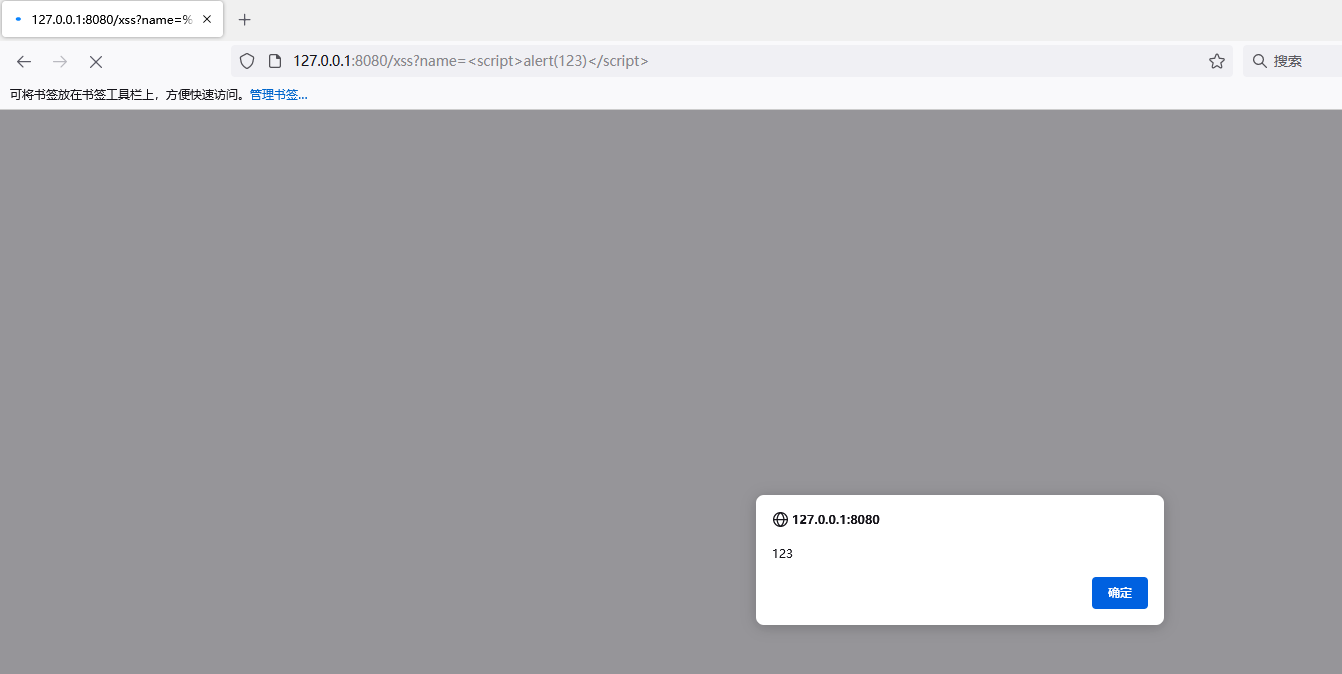 127.0.0.1:8080/xss?name=%
127.0.0.1:8080/xss?name=<script>alert(123)</script>
搜索
可将书签放在书签工具栏上，方便快速访问。管理书签...
127.0.0.1:8080
123
确定